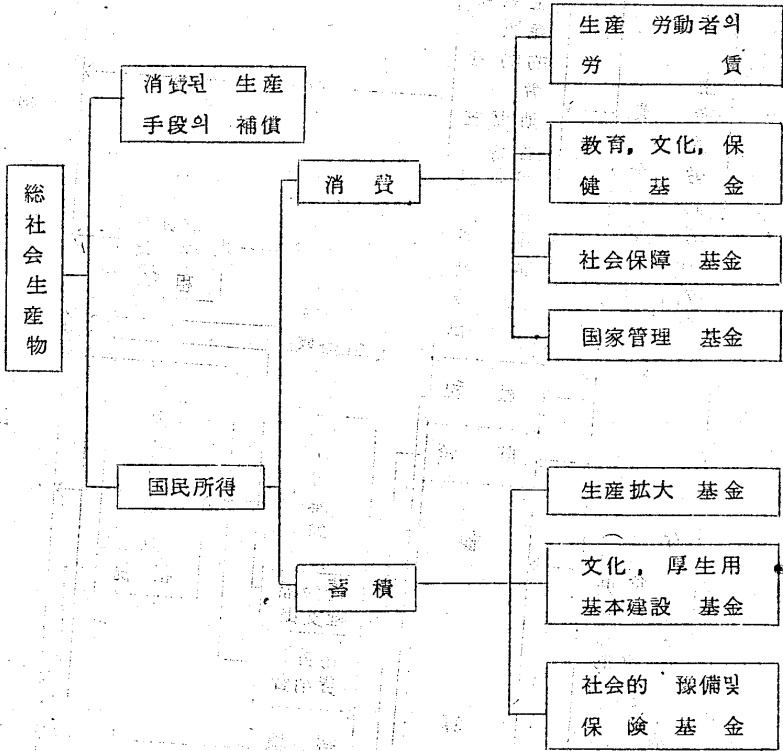 総社会生産物
消費된 生産
手段의 補償
国民所得
消 費
蓄 積
生産 労動者의
労 賃
教育, 文化, 保
健 基 金
社会保障 基金
国家管理 基金
生産拡大 基金
文化, 厚生用
基本建設 基金
社会的 豫備및
保 険 基 金